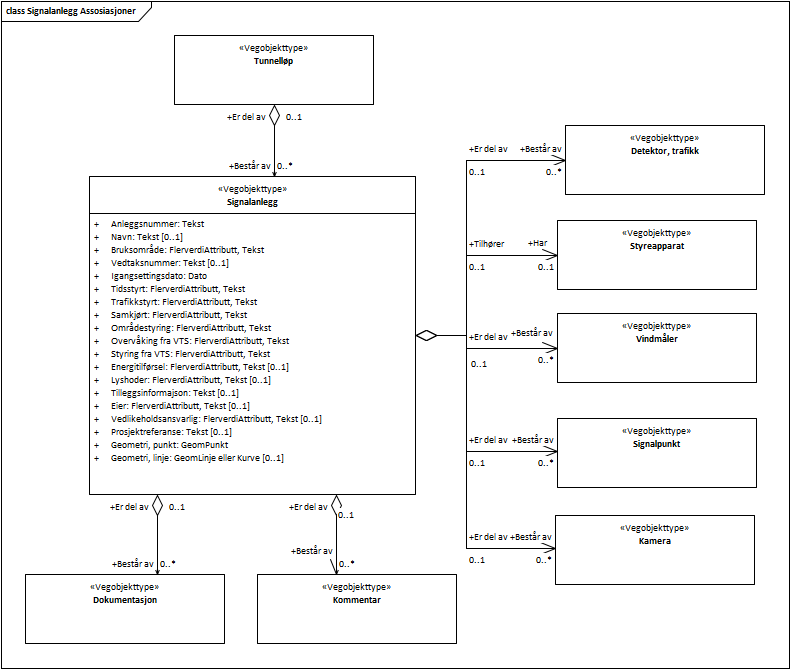 class Signalanlegg Assosiasjoner
«Vegobjekttype»
Tunnelløp
+Er del av 0..1
+Består av 0..*
«Vegobjekttype»
Signalanlegg
+ Anleggsnummer: Tekst
+ Navn: Tekst [0..1]
+ Bruksområde: FlerverdiAttributt, Tekst
+ Vedtaksnummer: Tekst [0..1]
+ Igangsettingsdato: Dato
+ Tidsstyrt: FlerverdiAttributt, Tekst
+ Trafikkstyrt: FlerverdiAttributt, Tekst
+ Samkjørt: FlerverdiAttributt, Tekst
+ Områdestyring: FlerverdiAttributt, Tekst
+ Overvåking fra VTS: FlerverdiAttributt, Tekst
+ Styring fra VTS: FlerverdiAttributt, Tekst
+ Energitilførsel: FlerverdiAttributt, Tekst [0..1]
+ Lyshoder: FlerverdiAttributt, Tekst [0..1]
+ Tilleggsinformajson: Tekst [0..1]
+ Eier: FlerverdiAttributt, Tekst [0..1]
+ Vedlikeholdsansvarlig: FlerverdiAttributt, Tekst [0..1]
+ Prosjektreferanse: Tekst [0..1]
+ Geometri, punkt: GeomPunkt
+ Geometri, linje: GeomLinje eller Kurve [0..1]
+Er del av +Består av
0..1 0..*
«Vegobjekttype»
Detektor, trafikk
+Tilhører +Har
0..1 0..1
«Vegobjekttype»
Styreapparat
+Er del av +Består av
0..1 0..*
«Vegobjekttype»
Vindmåler
+Er del av +Består av
0..1 0..*
«Vegobjekttype»
Signalpunkt
+Er del av +Består av
0..1 0..*
«Vegobjekttype»
Kamera
+Er del av 0..1
+Består av 0..*
«Vegobjekttype»
Dokumentasjon
+Er del av 0..1
+Består av 0..*
«Vegobjekttype»
Kommentar